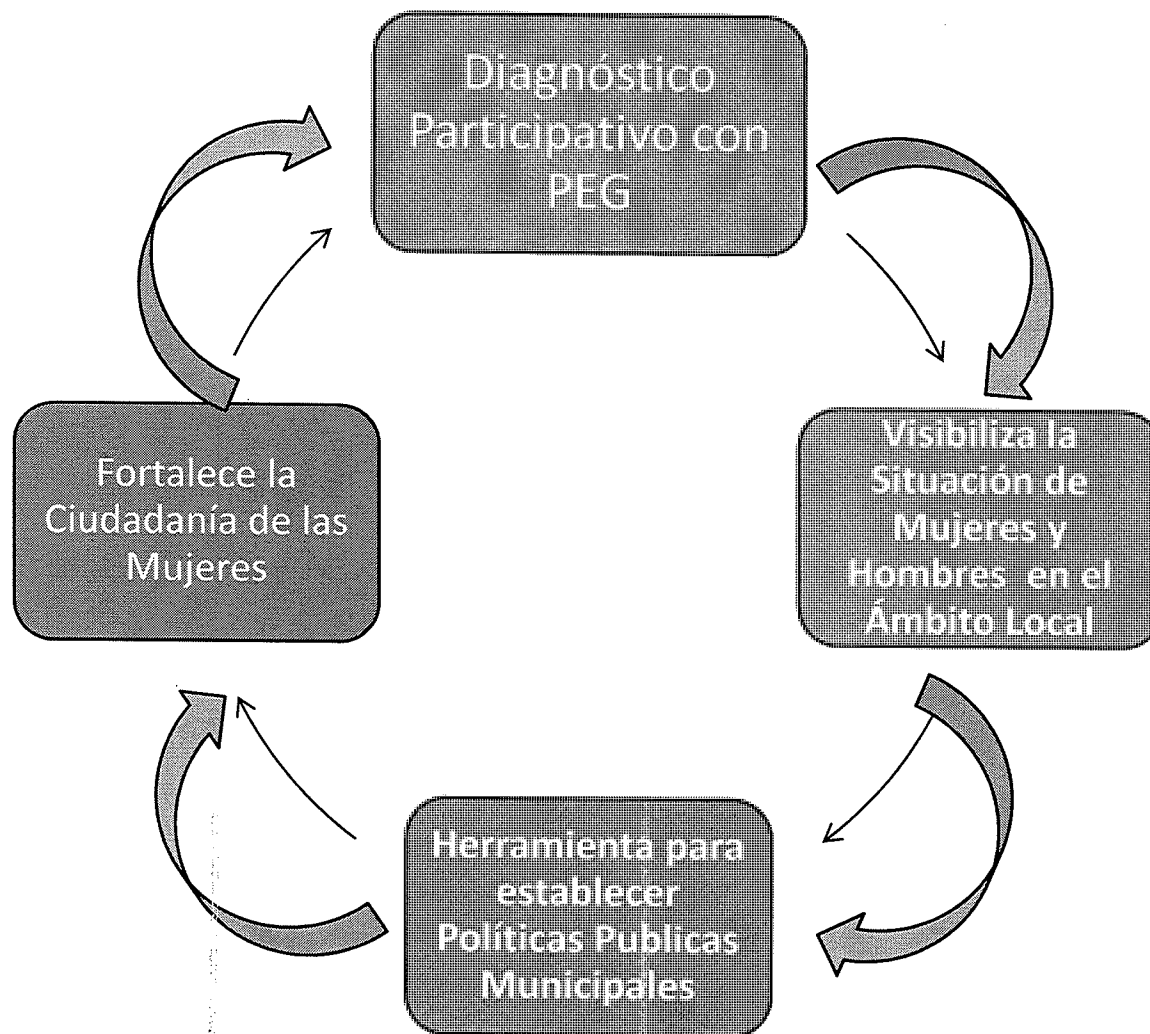 Diagnóstico
Participativo con
PEG
Visibiliza la
Situación de
Mujeres y
Hombres en el
Ámbito Local
Herramienta para
establecer
Políticas Publicas
Municipales
Fortalece la
Ciudadanía de las
Mujeres